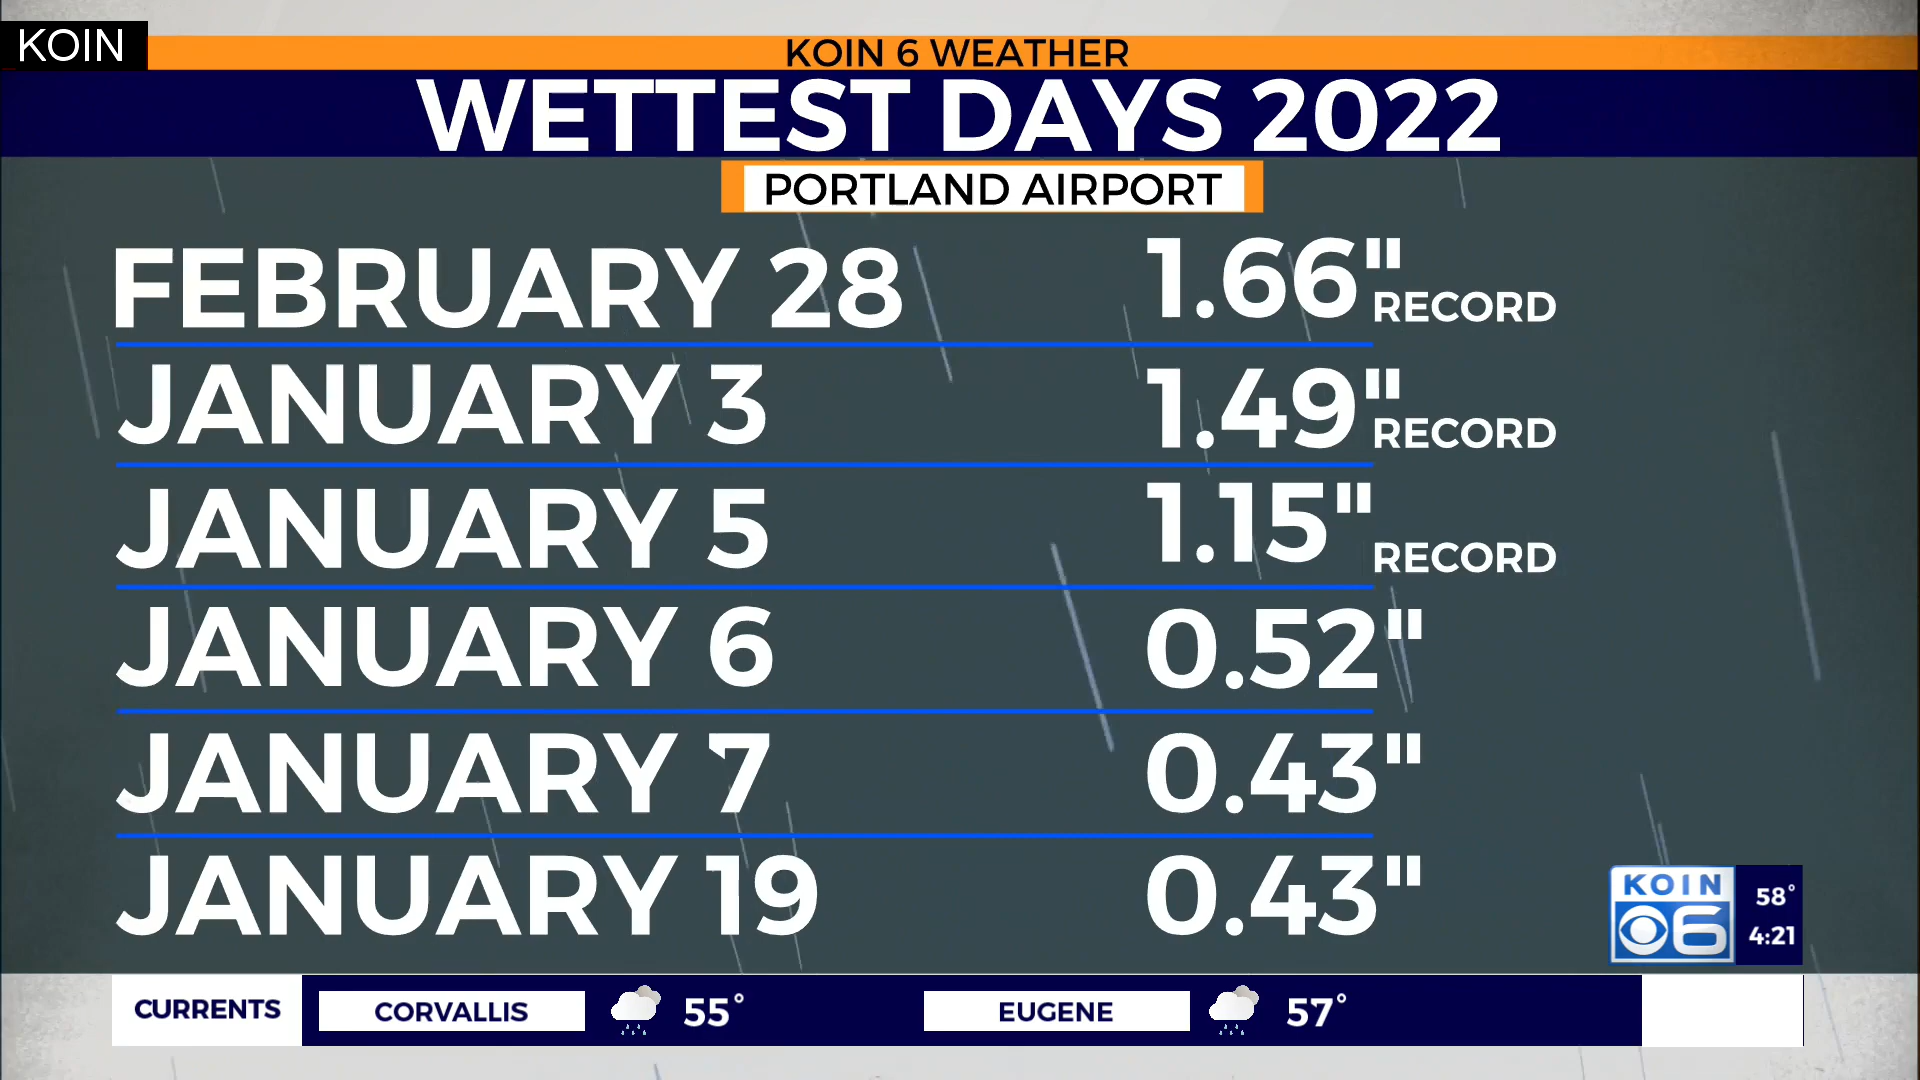 KOIN
KOIN 6 WEATHER
WETTEST DAYS 2022
PORTLAND AIRPORT
FEBRUARY 28 1.66" RECORD
JANUARY 3 1.49" RECORD
JANUARY 5 1.15" RECORD
JANUARY 6 0.52"
JANUARY 7 0.43"
JANUARY 19 0.43"
KOIN 58°
6 4:21
CURRENTS CORVALLIS 55° EUGENE 57°